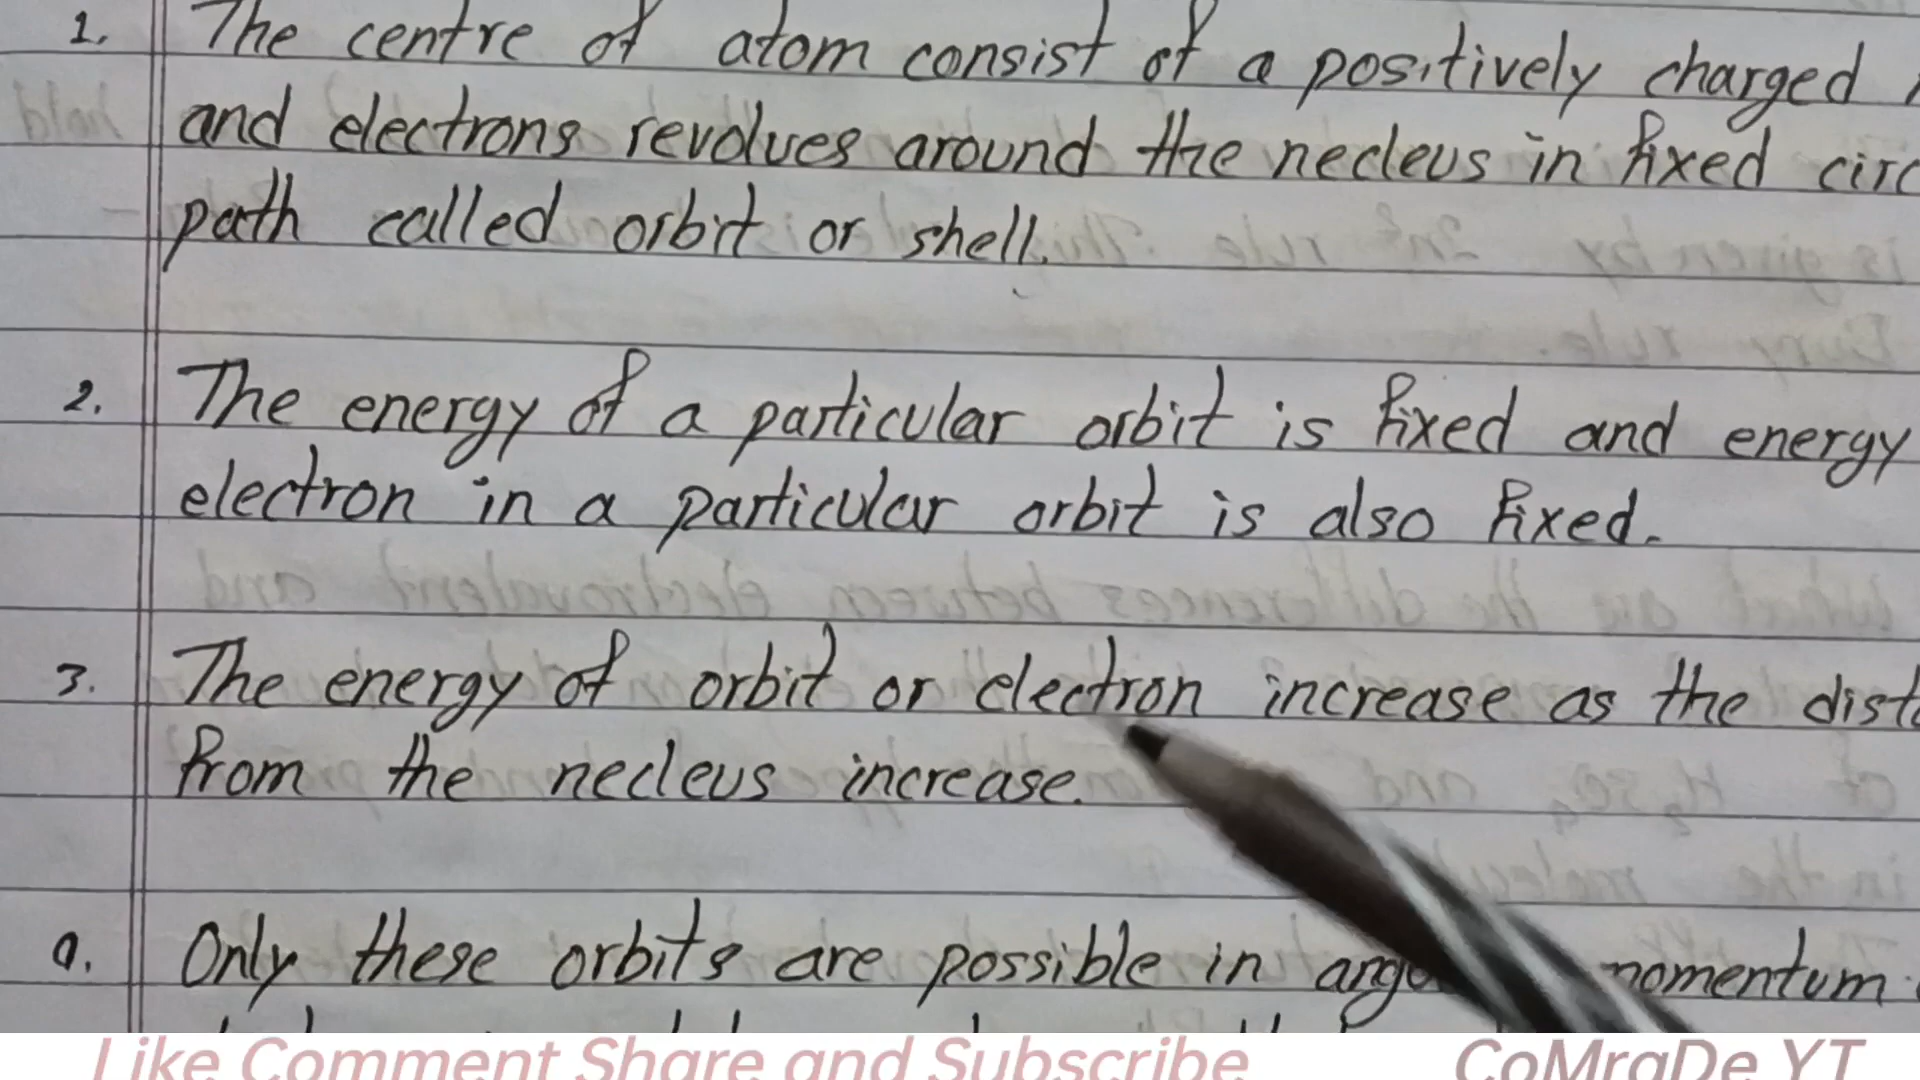 1. The centre of atom consist of a positively charged
and electrons revolves around the necleus in fixed circ
path called orbit or shell.
2. The energy of a particular orbit is fixed and energy
electron in a particular orbit is also fixed.
3. The energy of orbit or electron increase as the dist
from the necleus increase.
Only these orbits are possible in momentum
Like Comment Share and Subscribe
CoMraDe YT